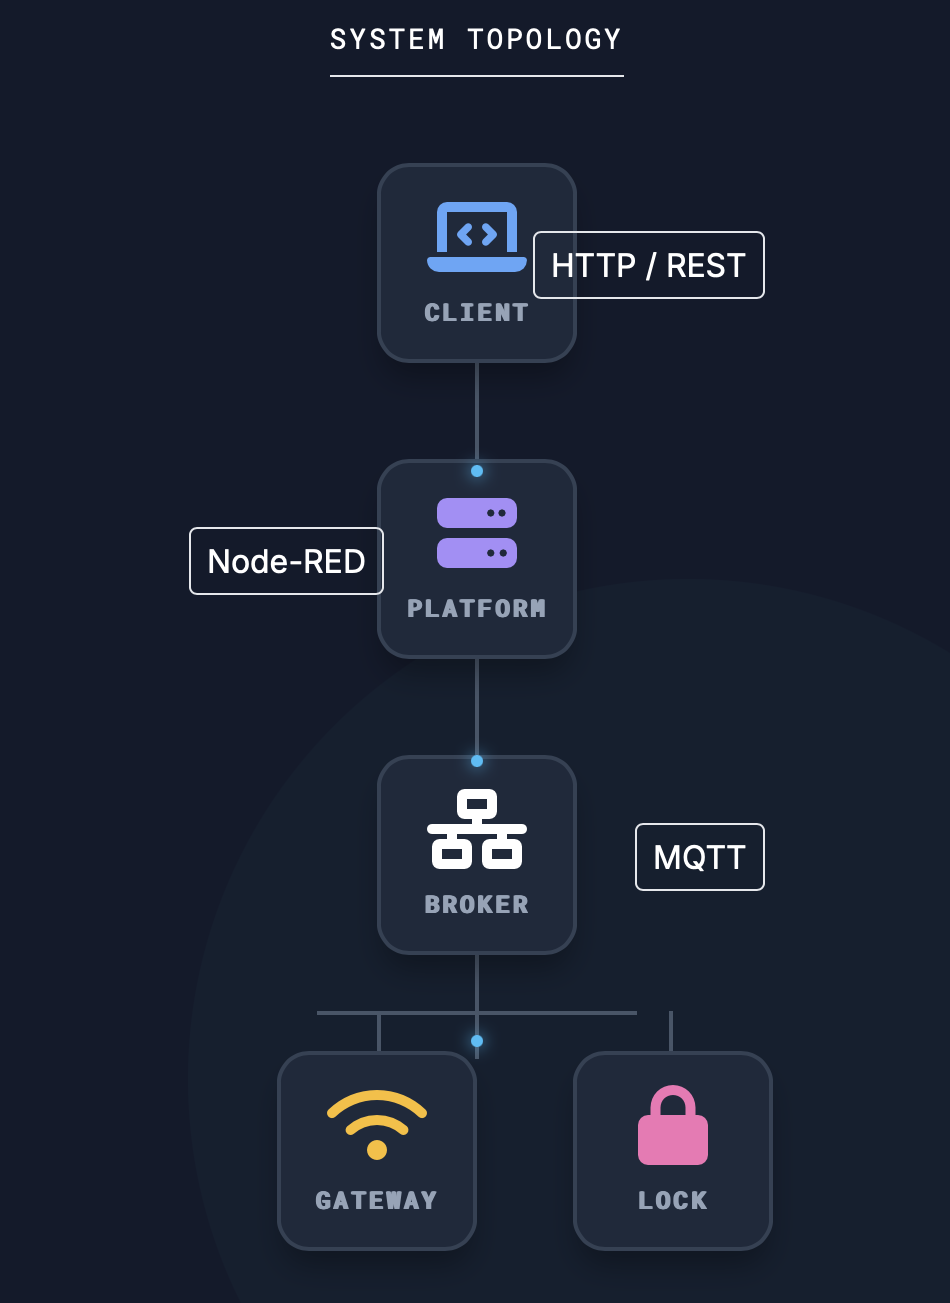 SYSTEM TOPOLOGY
HTTP / REST
CLIENT
Node-RED
PLATFORM
MQTT
BROKER
GATEWAY
LOCK